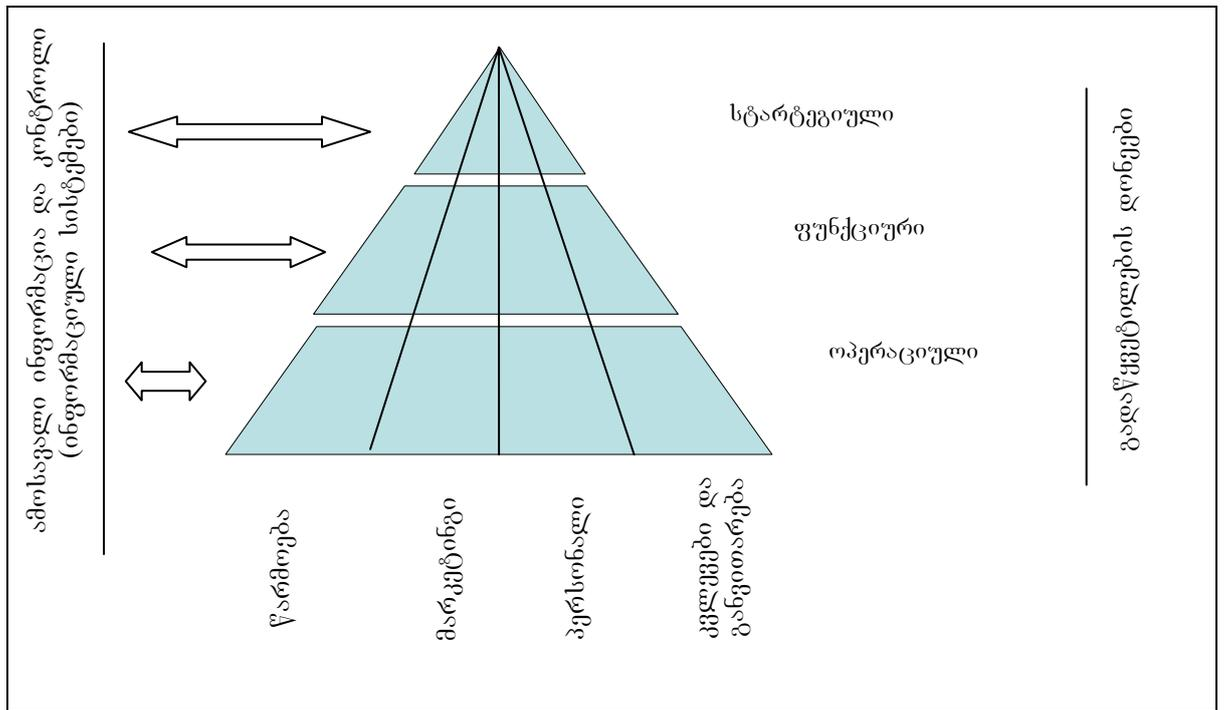 ამოსავალი ინფორმაცია და კონტროლი
(ინფორმაციული სისტემები)
სტარტეგიული
ფუნქციური
ოპერაციული
გადაწყვეტილების დონეები
წარმოება
მარკეტინგი
პერსონალი
კვლევები და
განვითარება